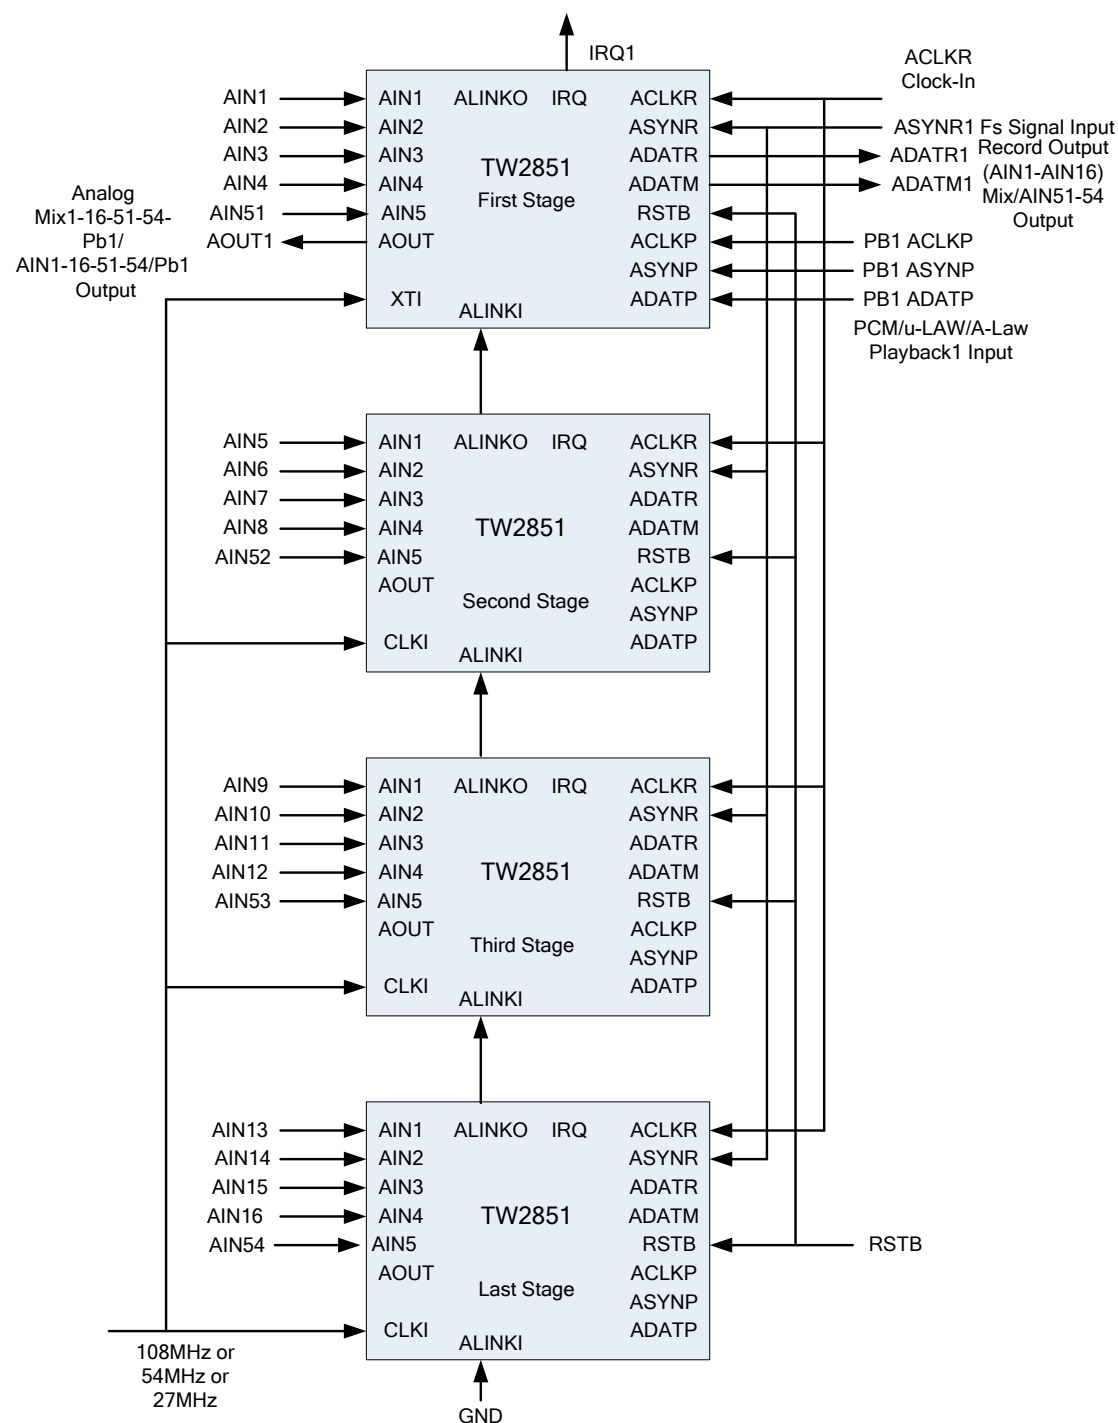 IRQ1
ACLKR
Clock-In
AIN1
AIN2
AIN3
AIN4
AIN51
AOUT1
Analog
Mix1-16-51-54-
Pb1/
AIN1-16-51-54/Pb1
Output
AIN1 ALINKO IRQ ACLKR
AIN2 ASYNR
AIN3 ADATR
TW2851
AIN4 ADATM
First Stage
AIN5 RSTB
AOUT ACLKP
ASYNP
XTI ADATP
ALINKI
ASYNR1 Fs Signal Input
ADATR1 Record Output
(AIN1-AIN16)
ADATM1 Mix/AIN51-54
Output
PB1 ACLKP
PB1 ASYNP
PB1 ADATP
PCM/u-LAW/A-Law
Playback1 Input
AIN5
AIN6
AIN7
AIN8
AIN52
AIN1 ALINKO IRQ ACLKR
AIN2 ASYNR
AIN3 ADATR
AIN4 TW2851 ADATM
AIN5 RSTB
AOUT ACLKP
Second Stage
ASYNP
CLKI ADATP
ALINKI
AIN9
AIN10
AIN11
AIN12
AIN53
AIN1 ALINKO IRQ ACLKR
AIN2 ASYNR
AIN3 ADATR
AIN4 TW2851 ADATM
AIN5 RSTB
AOUT ACLKP
Third Stage
ASYNP
CLKI ADATP
ALINKI
AIN13
AIN14
AIN15
AIN16
AIN54
AIN1 ALINKO IRQ ACLKR
AIN2 ASYNR
AIN3 ADATR
AIN4 TW2851 ADATM
AIN5 RSTB
AOUT ACLKP
Last Stage
ASYNP
CLKI ADATP
ALINKI
RSTB
108MHz or
54MHz or
27MHz
GND